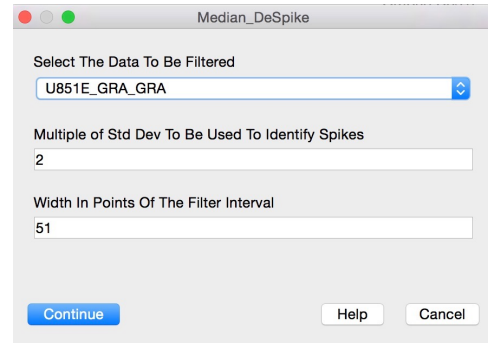 Median_DeSpike
Select The Data To Be Filtered
U851E_GRA_GRA
Multiple of Std Dev To Be Used To Identify Spikes
2
Width In Points Of The Filter Interval
51
Continue Help Cancel